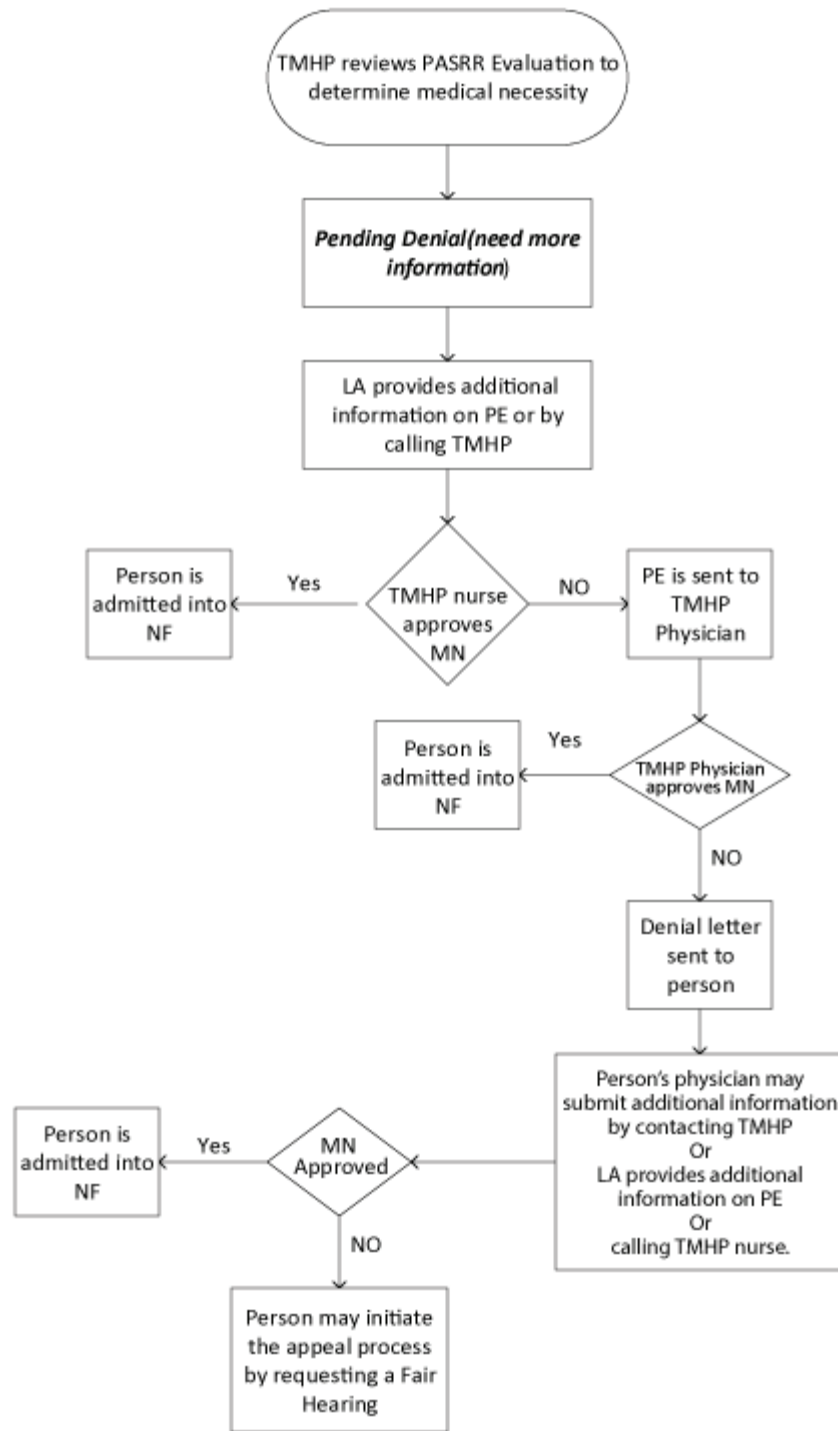 TMHP reviews PASRR Evaluation to
determine medical necessity
Pending Denial(need more
information)
LA provides additional
information on PE or by
calling TMHP
Person is
admitted into
NF
Yes
TMHP nurse
approves
MN
NO
PE is sent to
TMHP
Physician
Person is
admitted into
NF
Yes
TMHP Physician
approves MN
NO
Denial letter
sent to
person
Person's physician may
submit additional information
by contacting TMHP
Or
LA provides additional
information on PE
Or
calling TMHP nurse.
Person is
admitted into
NF
Yes
MN
Approved
NO
Person may initiate
the appeal process
by requesting a Fair
Hearing